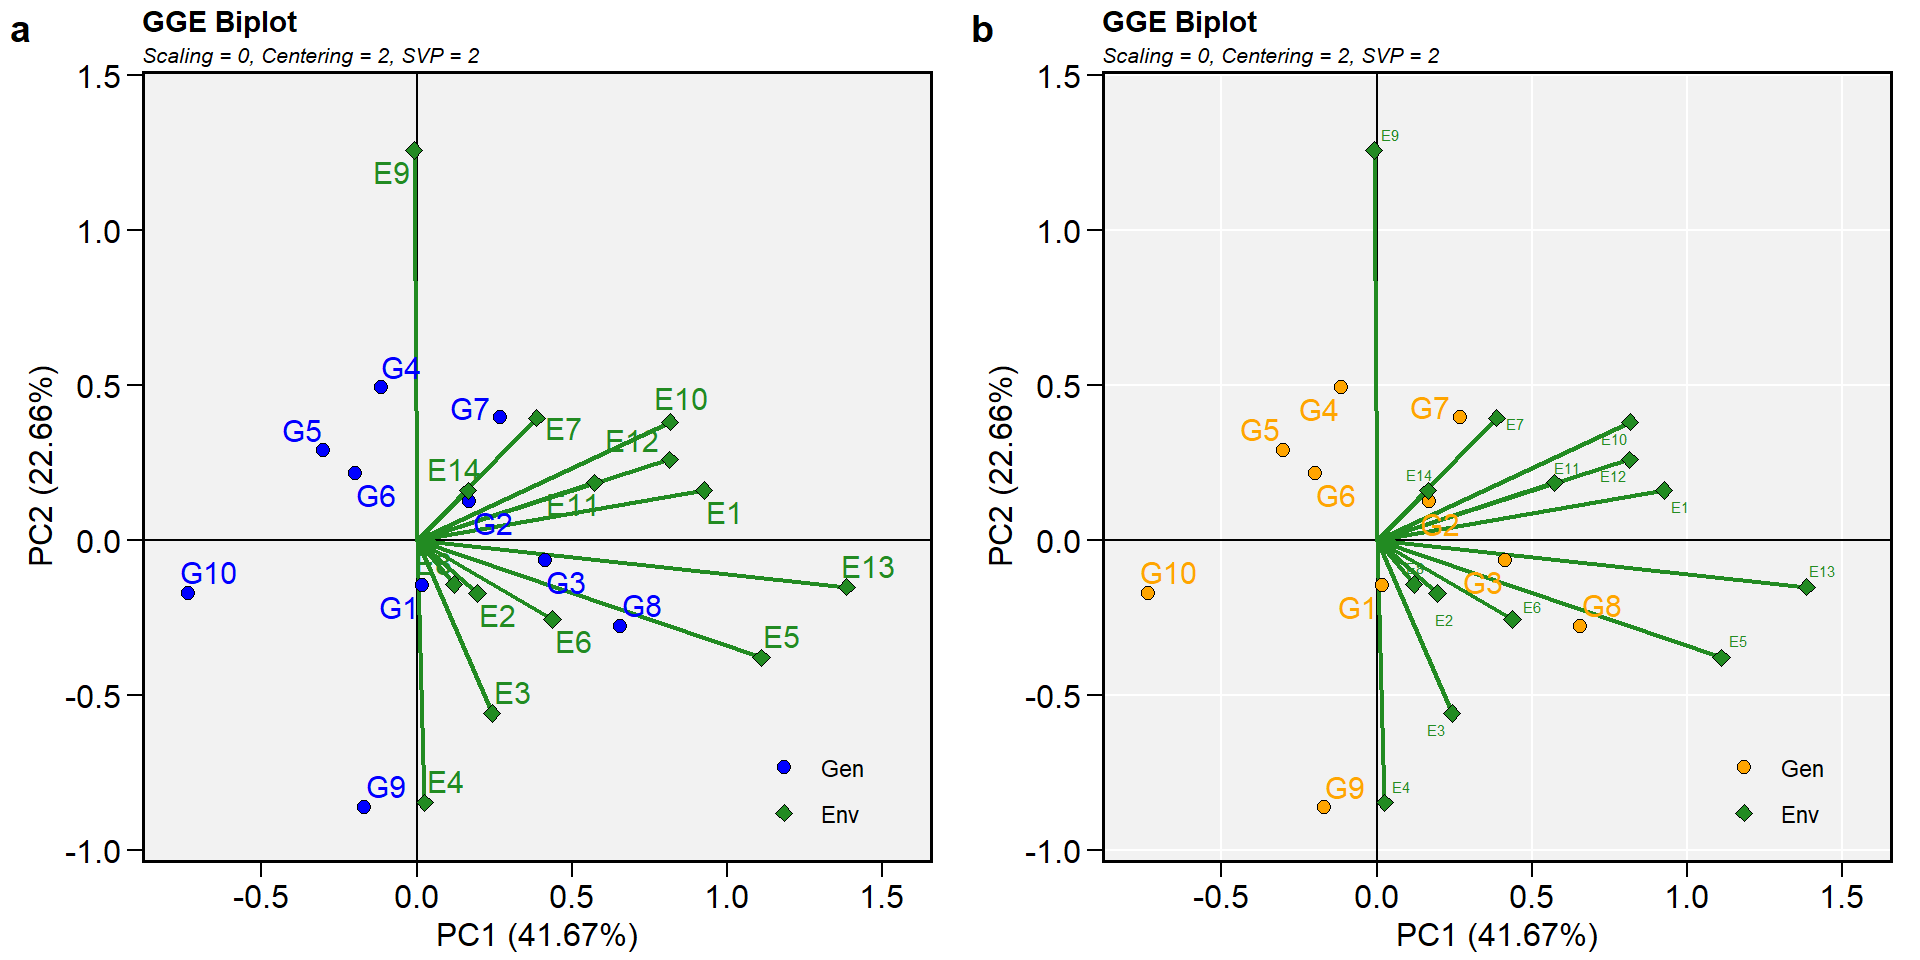 a
GGE Biplot
Scaling = 0, Centering = 2, SVP = 2
1.5
1.0
0.5
0.0
-0.5
-1.0
PC2 (22.66%)
E9
G4
G7
E10
G5
E7
E12
E14
G6
E11
E1
G2
G10
G3
E13
G1
E2
G8
E6
E5
E3
G9
E4
Gen
Env
-0.5
0.0
0.5
1.0
1.5
PC1 (41.67%)
b
GGE Biplot
Scaling = 0, Centering = 2, SVP = 2
1.5
1.0
0.5
0.0
-0.5
-1.0
PC2 (22.66%)
E9
G4
G7
E7
G5
E10
E14
E11
E12
G6
E1
G2
G10
E8
G3
E13
G1
E2
E6
G8
E5
E3
G9
E4
Gen
Env
-0.5
0.0
0.5
1.0
1.5
PC1 (41.67%)